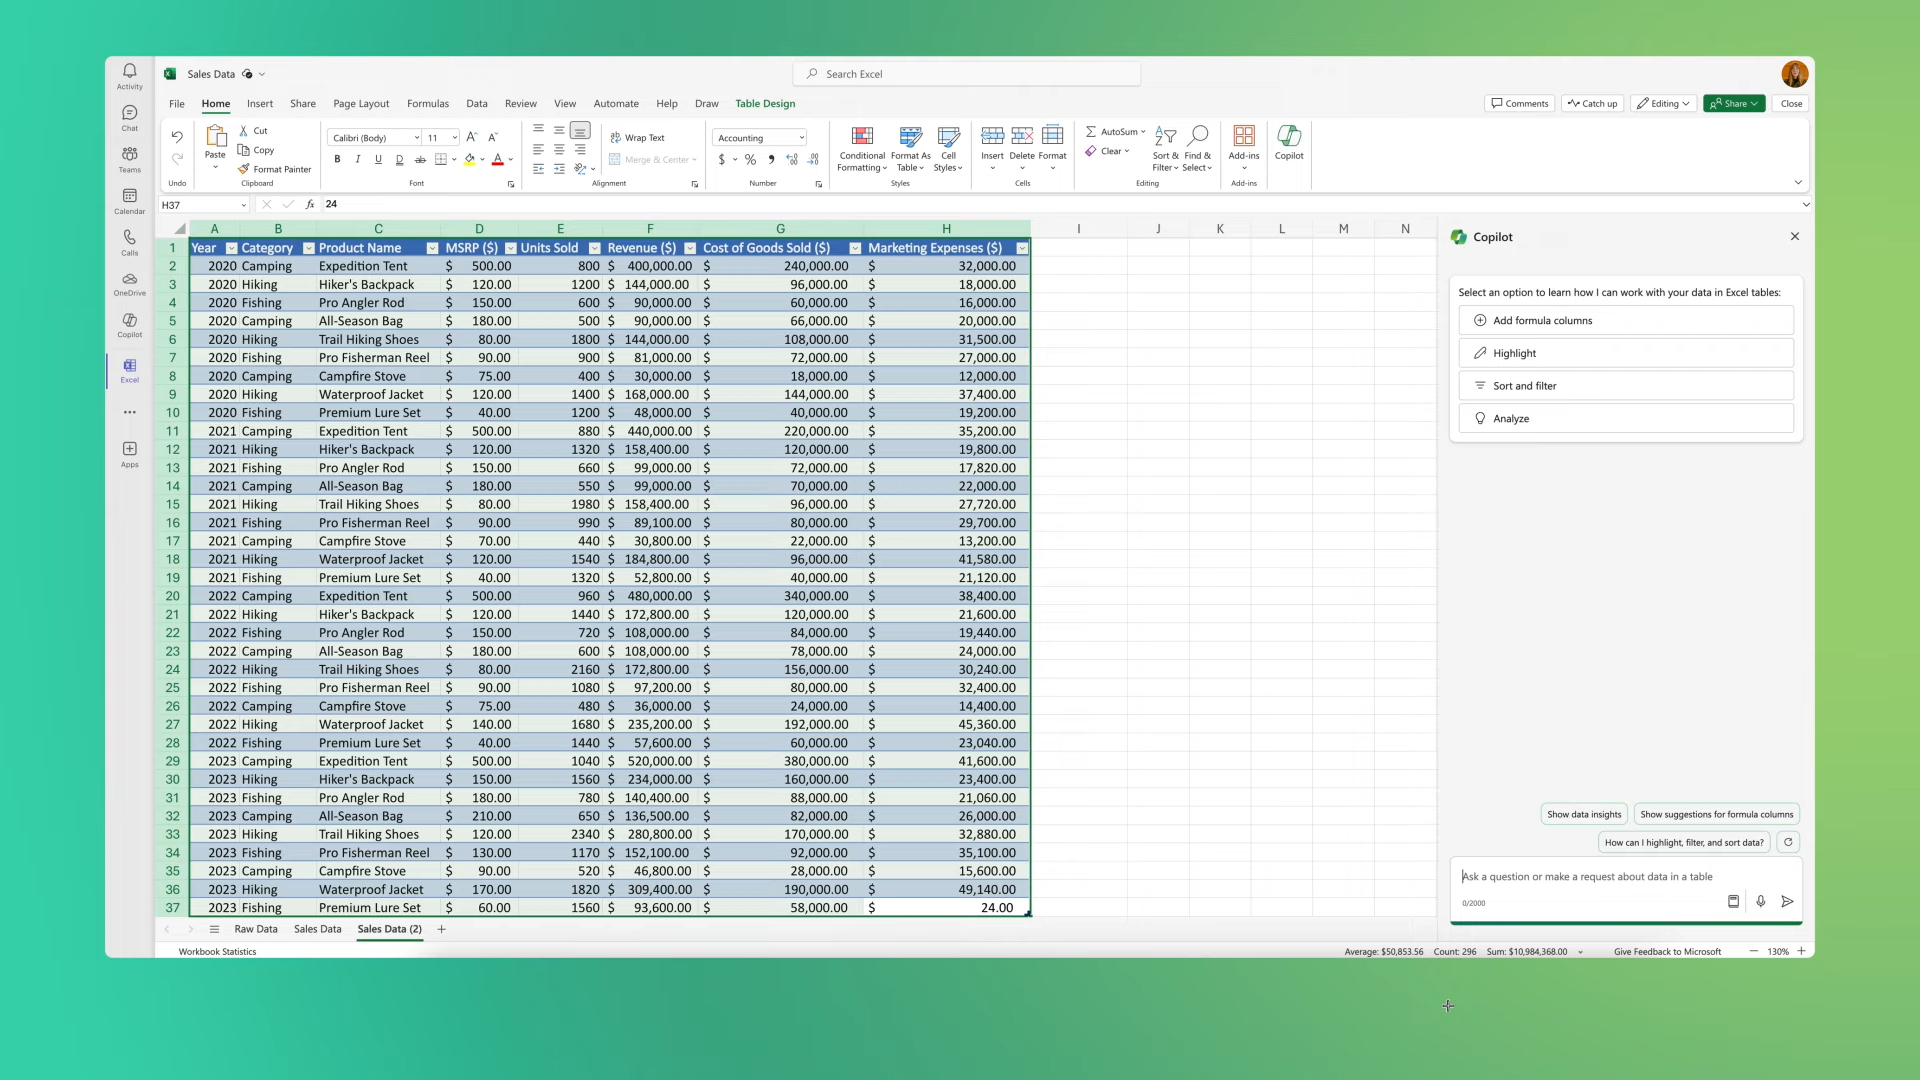 Sales Data
Search Excel
Activity
Chat
Teams
Calendar
Calls
OneDrive
Copilot
Excel
Apps
File Home Insert Share Page Layout Formulas Data Review View Automate Help Draw Table Design
Comments Catch up Editing Share Close
Paste Cut Calibri (Body) 11 Wrap Text Accounting Conditional Formatting Format As Table Cell Styles Insert Delete Format AutoSum Sort & Filter Find & Select Add-ins Copilot
Copy B I U D ab A Merge & Center $ % Clear
Format Painter
Undo Clipboard Font Alignment Number Styles Cells Editing Add-ins
H37 fx 24
A B C D E F G H I J K L M N
1 Year Category Product Name MSRP ($) Units Sold Revenue ($) Cost of Goods Sold ($) Marketing Expenses ($)
2 2020 Camping Expedition Tent $ 500.00 800 $ 400,000.00 $ 240,000.00 $ 32,000.00
3 2020 Hiking Hiker's Backpack $ 120.00 1200 $ 144,000.00 $ 96,000.00 $ 18,000.00
4 2020 Fishing Pro Angler Rod $ 150.00 600 $ 90,000.00 $ 60,000.00 $ 16,000.00
5 2020 Camping All-Season Bag $ 180.00 500 $ 90,000.00 $ 66,000.00 $ 20,000.00
6 2020 Hiking Trail Hiking Shoes $ 80.00 1800 $ 144,000.00 $ 108,000.00 $ 31,500.00
7 2020 Fishing Pro Fisherman Reel $ 90.00 900 $ 81,000.00 $ 72,000.00 $ 27,000.00
8 2020 Camping Campfire Stove $ 75.00 400 $ 30,000.00 $ 18,000.00 $ 12,000.00
9 2020 Hiking Waterproof Jacket $ 120.00 1400 $ 168,000.00 $ 144,000.00 $ 37,400.00
10 2020 Fishing Premium Lure Set $ 40.00 1200 $ 48,000.00 $ 40,000.00 $ 19,200.00
11 2021 Camping Expedition Tent $ 500.00 880 $ 440,000.00 $ 220,000.00 $ 35,200.00
12 2021 Hiking Hiker's Backpack $ 120.00 1320 $ 158,400.00 $ 120,000.00 $ 19,800.00
13 2021 Fishing Pro Angler Rod $ 150.00 660 $ 99,000.00 $ 72,000.00 $ 17,820.00
14 2021 Camping All-Season Bag $ 180.00 550 $ 99,000.00 $ 70,000.00 $ 22,000.00
15 2021 Hiking Trail Hiking Shoes $ 80.00 1980 $ 158,400.00 $ 96,000.00 $ 27,720.00
16 2021 Fishing Pro Fisherman Reel $ 90.00 990 $ 89,100.00 $ 80,000.00 $ 29,700.00
17 2021 Camping Campfire Stove $ 70.00 440 $ 30,800.00 $ 22,000.00 $ 13,200.00
18 2021 Hiking Waterproof Jacket $ 120.00 1540 $ 184,800.00 $ 96,000.00 $ 41,580.00
19 2021 Fishing Premium Lure Set $ 40.00 1320 $ 52,800.00 $ 40,000.00 $ 21,120.00
20 2022 Camping Expedition Tent $ 500.00 960 $ 480,000.00 $ 340,000.00 $ 38,400.00
21 2022 Hiking Hiker's Backpack $ 120.00 1440 $ 172,800.00 $ 120,000.00 $ 21,600.00
22 2022 Fishing Pro Angler Rod $ 150.00 720 $ 108,000.00 $ 84,000.00 $ 19,440.00
23 2022 Camping All-Season Bag $ 180.00 600 $ 108,000.00 $ 78,000.00 $ 24,000.00
24 2022 Hiking Trail Hiking Shoes $ 80.00 2160 $ 172,800.00 $ 156,000.00 $ 30,240.00
25 2022 Fishing Pro Fisherman Reel $ 90.00 1080 $ 97,200.00 $ 80,000.00 $ 32,400.00
26 2022 Camping Campfire Stove $ 75.00 480 $ 36,000.00 $ 24,000.00 $ 14,400.00
27 2022 Hiking Waterproof Jacket $ 140.00 1680 $ 235,200.00 $ 192,000.00 $ 45,360.00
28 2022 Fishing Premium Lure Set $ 40.00 1440 $ 57,600.00 $ 60,000.00 $ 23,040.00
29 2023 Camping Expedition Tent $ 500.00 1040 $ 520,000.00 $ 380,000.00 $ 41,600.00
30 2023 Hiking Hiker's Backpack $ 150.00 1560 $ 234,000.00 $ 160,000.00 $ 23,400.00
31 2023 Fishing Pro Angler Rod $ 180.00 780 $ 140,400.00 $ 88,000.00 $ 21,060.00
32 2023 Camping All-Season Bag $ 210.00 650 $ 136,500.00 $ 82,000.00 $ 26,000.00
33 2023 Hiking Trail Hiking Shoes $ 120.00 2340 $ 280,800.00 $ 170,000.00 $ 32,880.00
34 2023 Fishing Pro Fisherman Reel $ 130.00 1170 $ 152,100.00 $ 92,000.00 $ 35,100.00
35 2023 Camping Campfire Stove $ 90.00 520 $ 46,800.00 $ 28,000.00 $ 15,600.00
36 2023 Hiking Waterproof Jacket $ 170.00 1820 $ 309,400.00 $ 190,000.00 $ 49,140.00
37 2023 Fishing Premium Lure Set $ 60.00 1560 $ 93,600.00 $ 58,000.00 $ 24.00
Raw Data Sales Data Sales Data (2)
Workbook Statistics Average: $50,853.56 Count: 296 Sum: $10,984,368.00 Give Feedback to Microsoft 130%
Copilot
Select an option to learn how I can work with your data in Excel tables:
Add formula columns
Highlight
Sort and filter
Analyze
Show data insights Show suggestions for formula columns
How can I highlight, filter, and sort data?
Ask a question or make a request about data in a table
0/2000